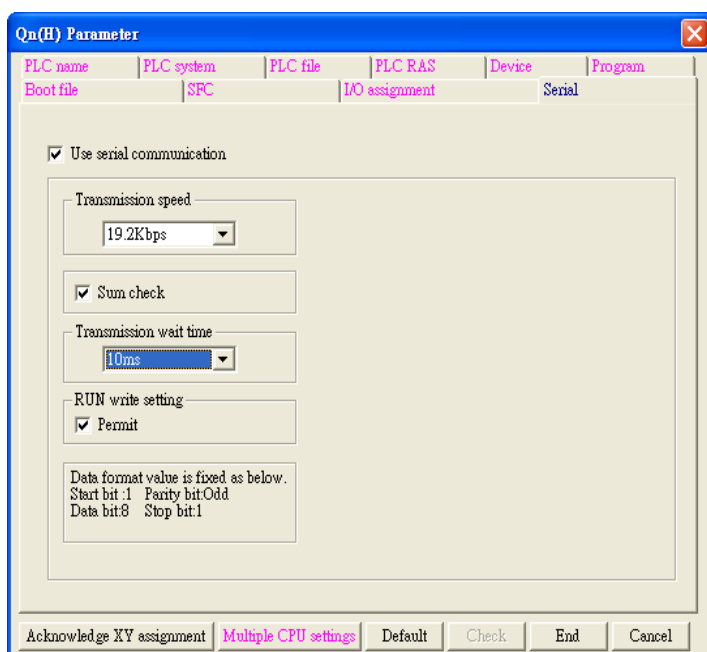 Qn(H) Parameter
PLC name PLC system PLC file PLC RAS Device Program
Boot file SFC I/O assignment Serial
Use serial communication
Transmission speed
19.2Kbps
Sum check
Transmission wait time
10ms
RUN write setting
Permit
Data format value is fixed as below.
Start bit :1 Parity bit:Odd
Data bit:8 Stop bit:1
Acknowledge XY assignment Multiple CPU settings Default Check End Cancel